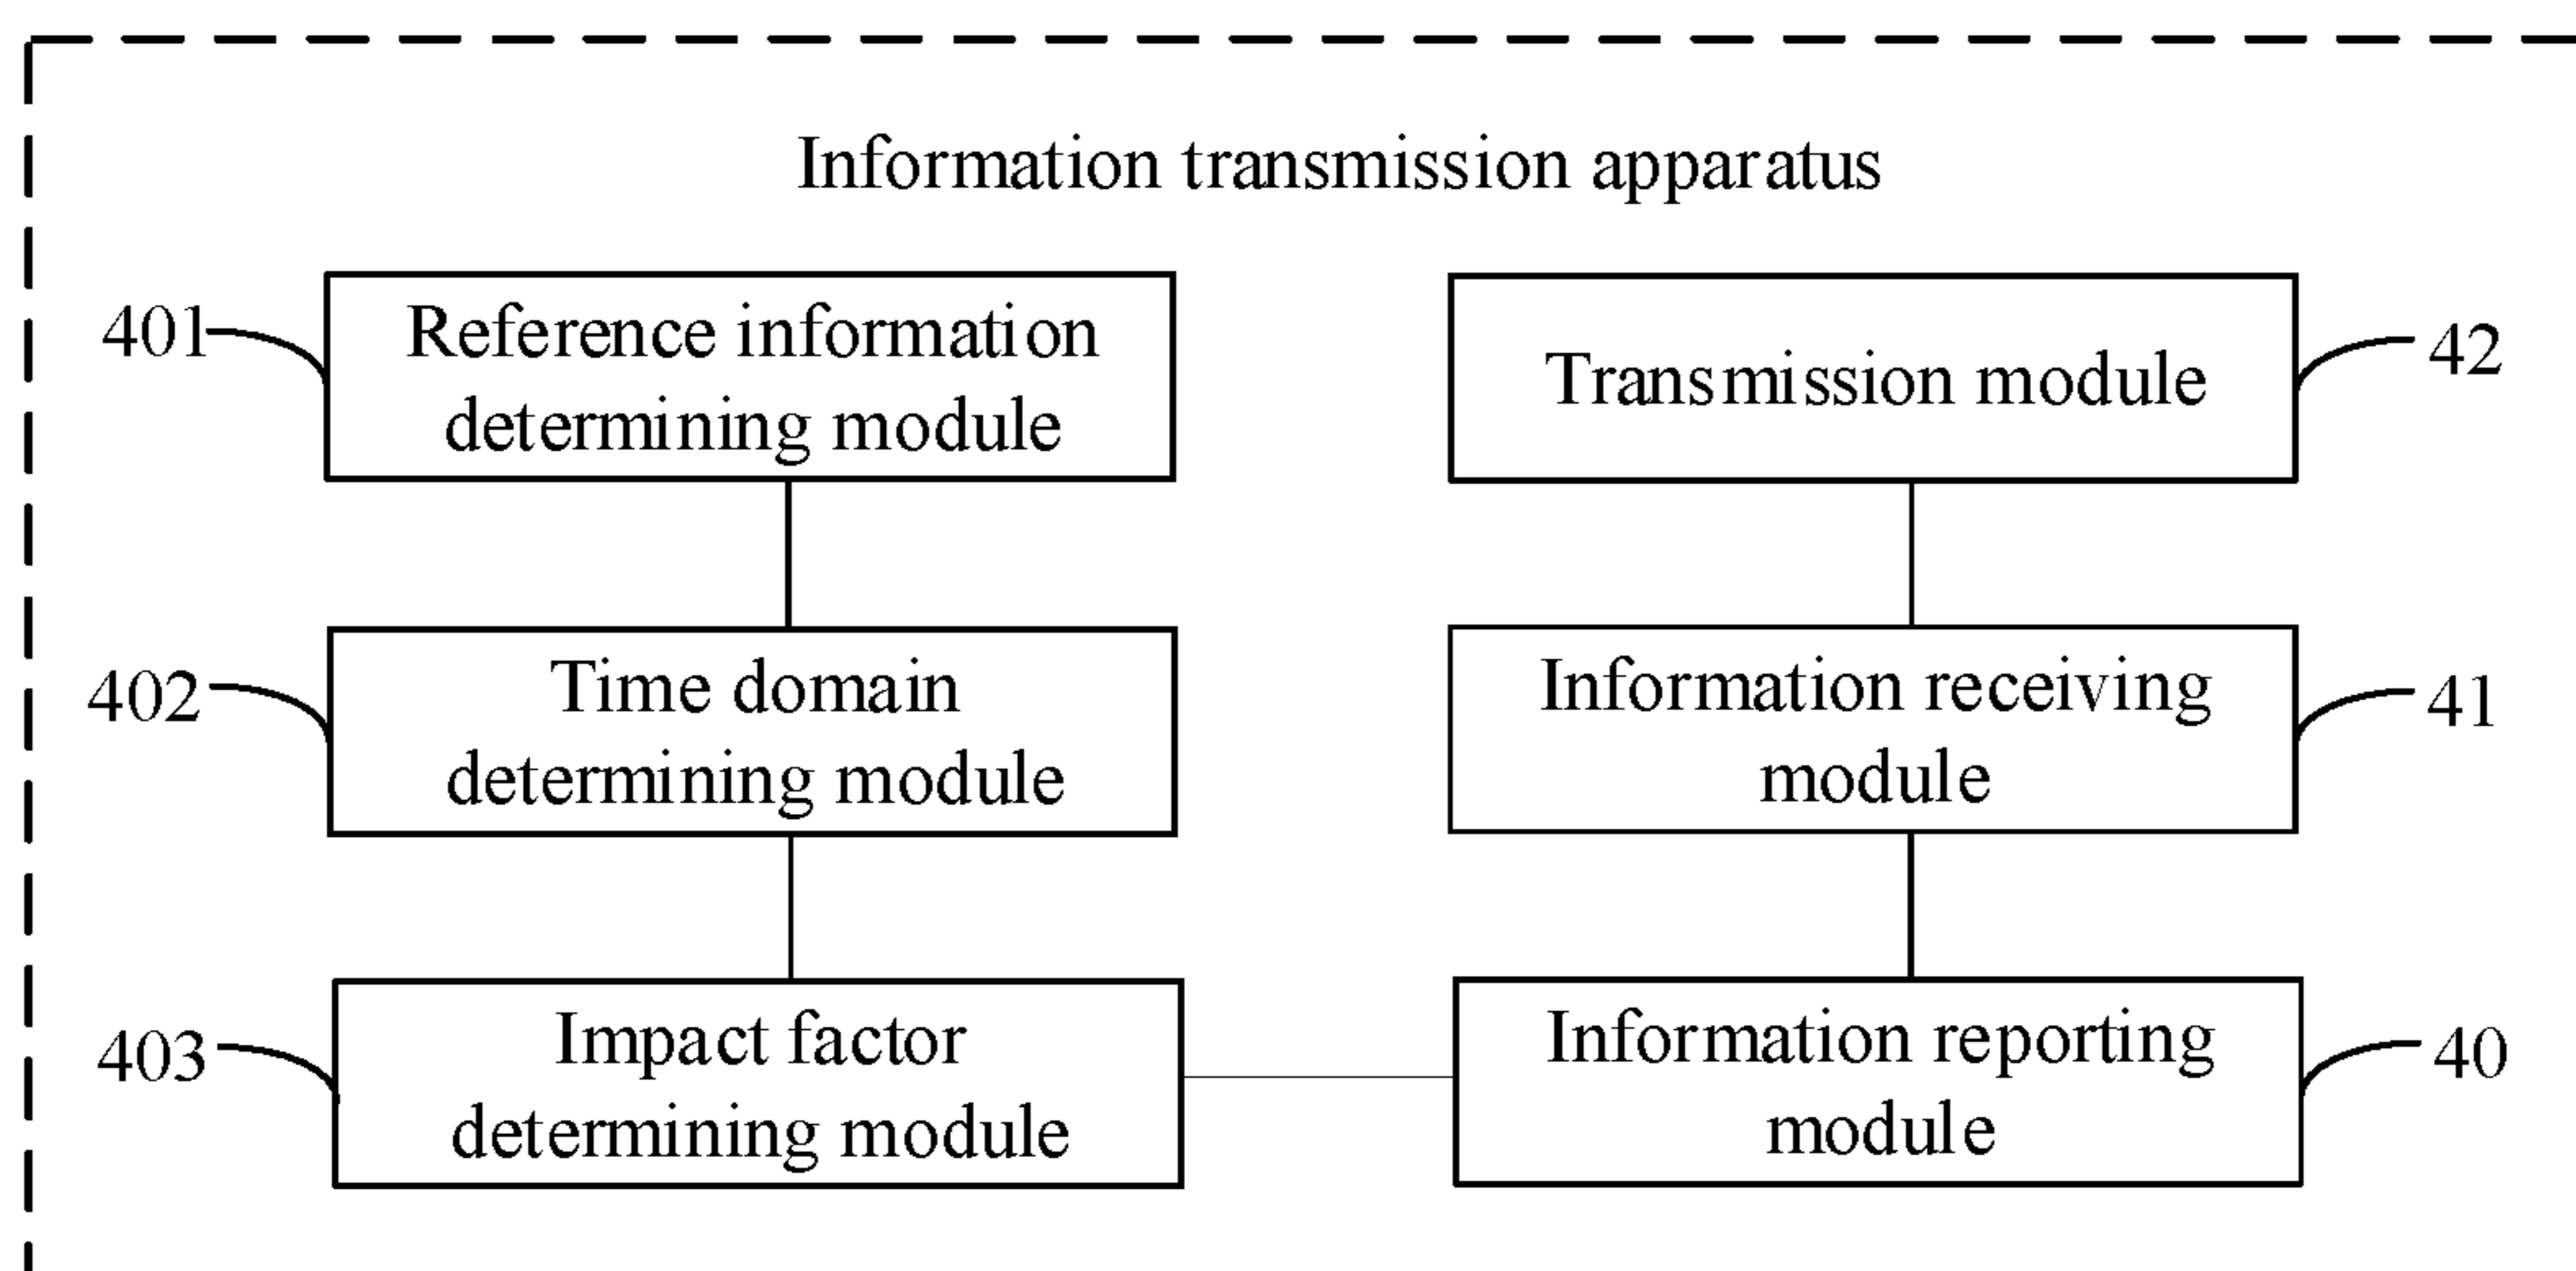 Information transmission apparatus
401
Reference information
determining module
Transmission module
42
402
Time domain
determining module
Information receiving
module
41
403
Impact factor
determining module
Information reporting
module
40